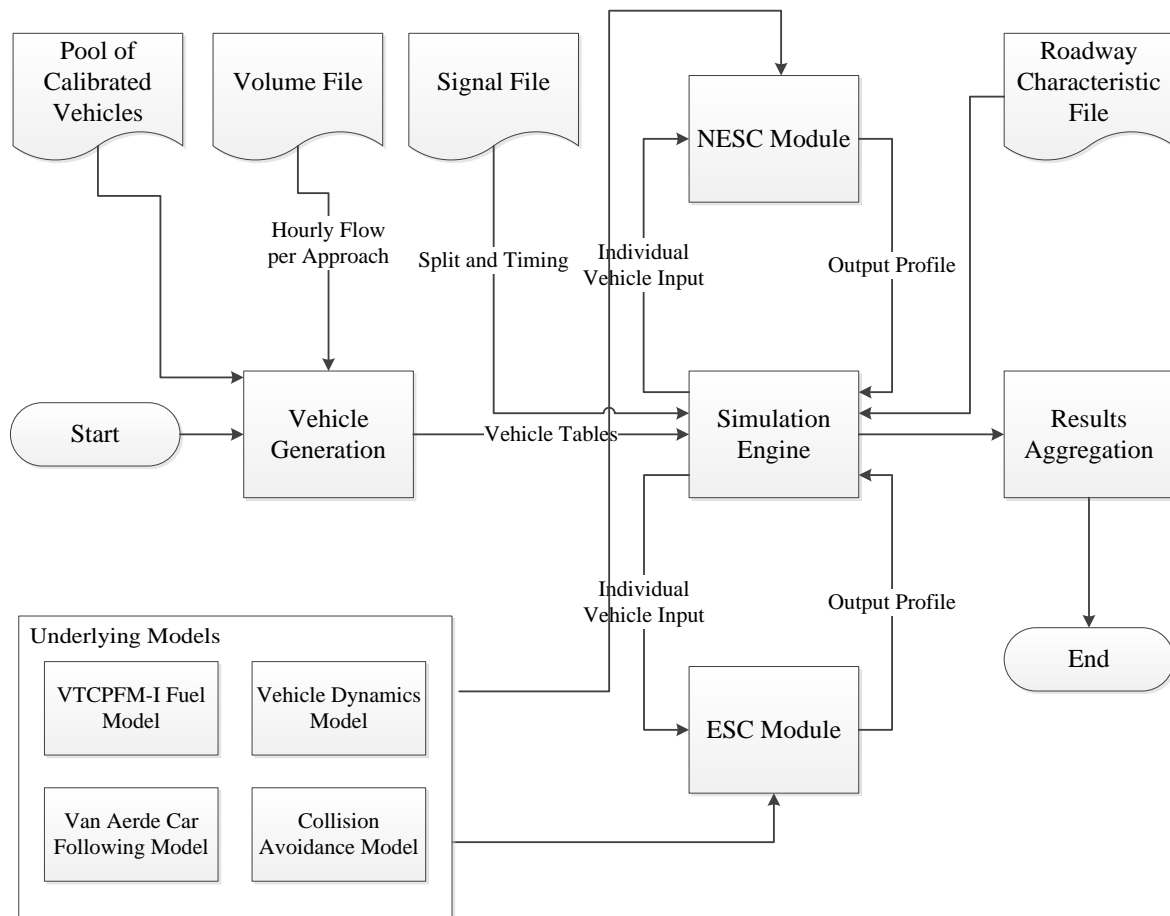 Pool of
Calibrated
Vehicles
Volume File
Signal File
NESC Module
Roadway
Characteristic
File
Hourly Flow
per Approach
Split and Timing
Individual
Vehicle Input
Output Profile
Start
Vehicle
Generation
Vehicle Tables
Simulation
Engine
Results
Aggregation
Individual
Vehicle Input
Output Profile
Underlying Models
VTCPFM-I Fuel
Model
Vehicle Dynamics
Model
Van Aerde Car
Following Model
Collision
Avoidance Model
ESC Module
End